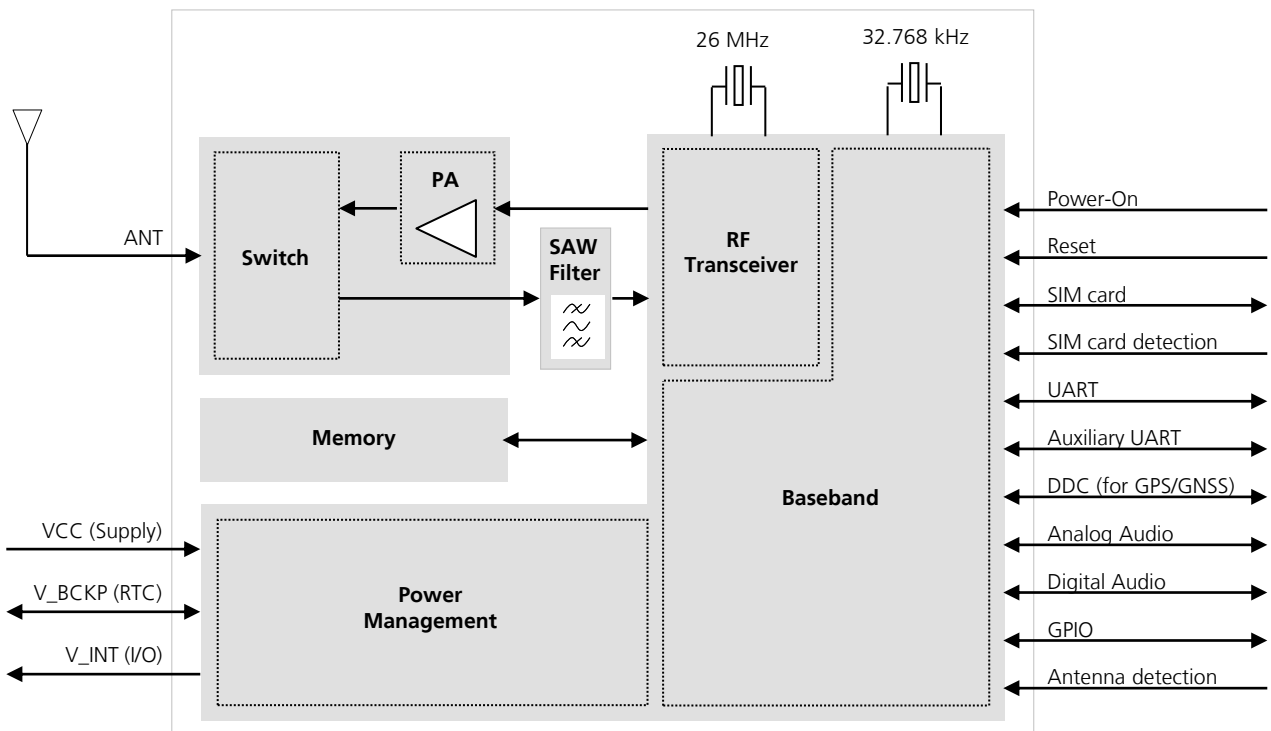 26 MHz
32.768 kHz
ANT
Switch
PA
SAW
Filter
RF
Transceiver
Memory
Baseband
Power
Management
VCC (Supply)
V_BCKP (RTC)
V_INT (I/O)
Power-On
Reset
SIM card
SIM card detection
UART
Auxiliary UART
DDC (for GPS/GNSS)
Analog Audio
Digital Audio
GPIO
Antenna detection